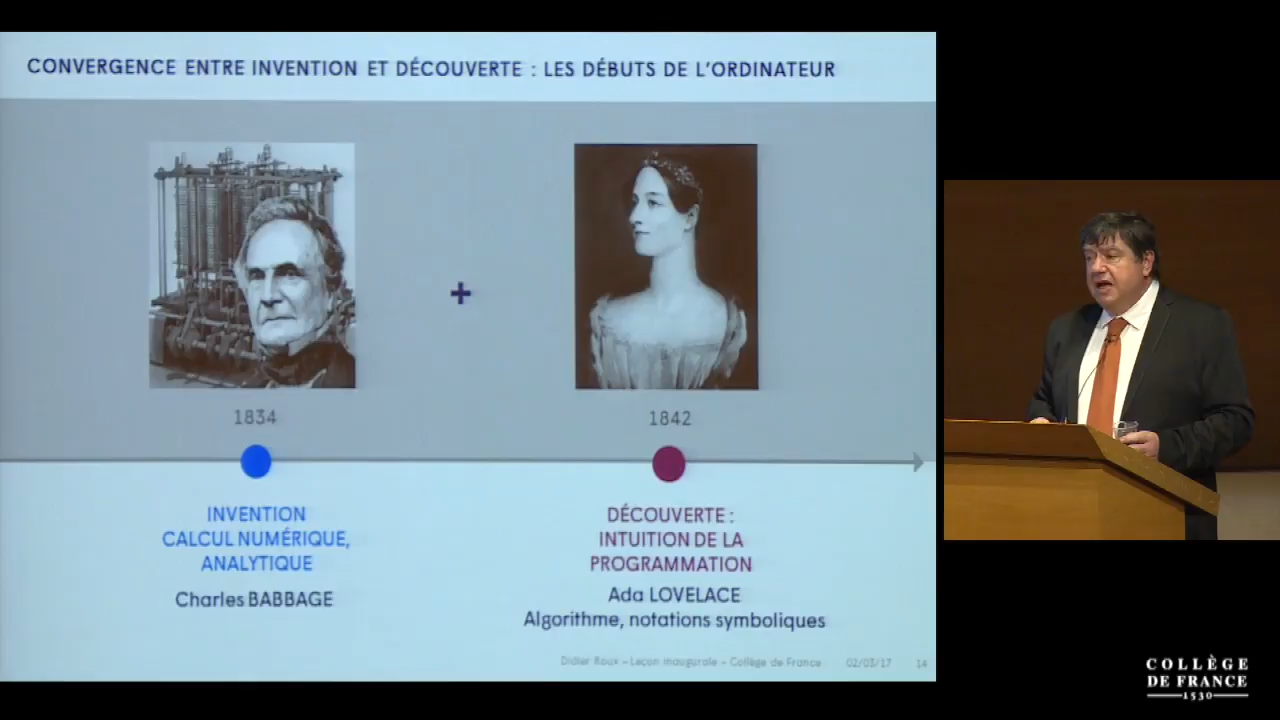 CONVERGENCE ENTRE INVENTION ET DÉCOUVERTE : LES DÉBUTS DE L'ORDINATEUR
+
1834
1842
INVENTION
CALCUL NUMÉRIQUE,
ANALYTIQUE
Charles BABBAGE
DÉCOUVERTE :
INTUITION DE LA
PROGRAMMATION
Ada LOVELACE
Algorithme, notations symboliques
Didier Roux - Leçon inaugurale - Collège de France 02/03/17 14
COLLÈGE
DE FRANCE
1530